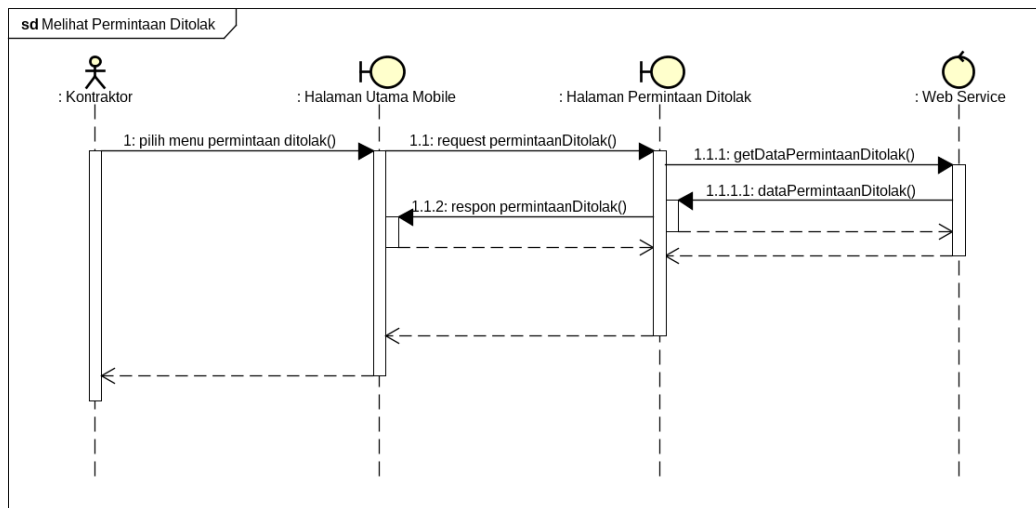 sd Melihat Permintaan Ditolak
: Kontraktor
: Halaman Utama Mobile
: Halaman Permintaan Ditolak
: Web Service
1: pilih menu permintaan ditolak()
1.1: request permintaanDitolak()
1.1.1: getDataPermintaanDitolak()
1.1.1.1: dataPermintaanDitolak()
1.1.2: respon permintaanDitolak()